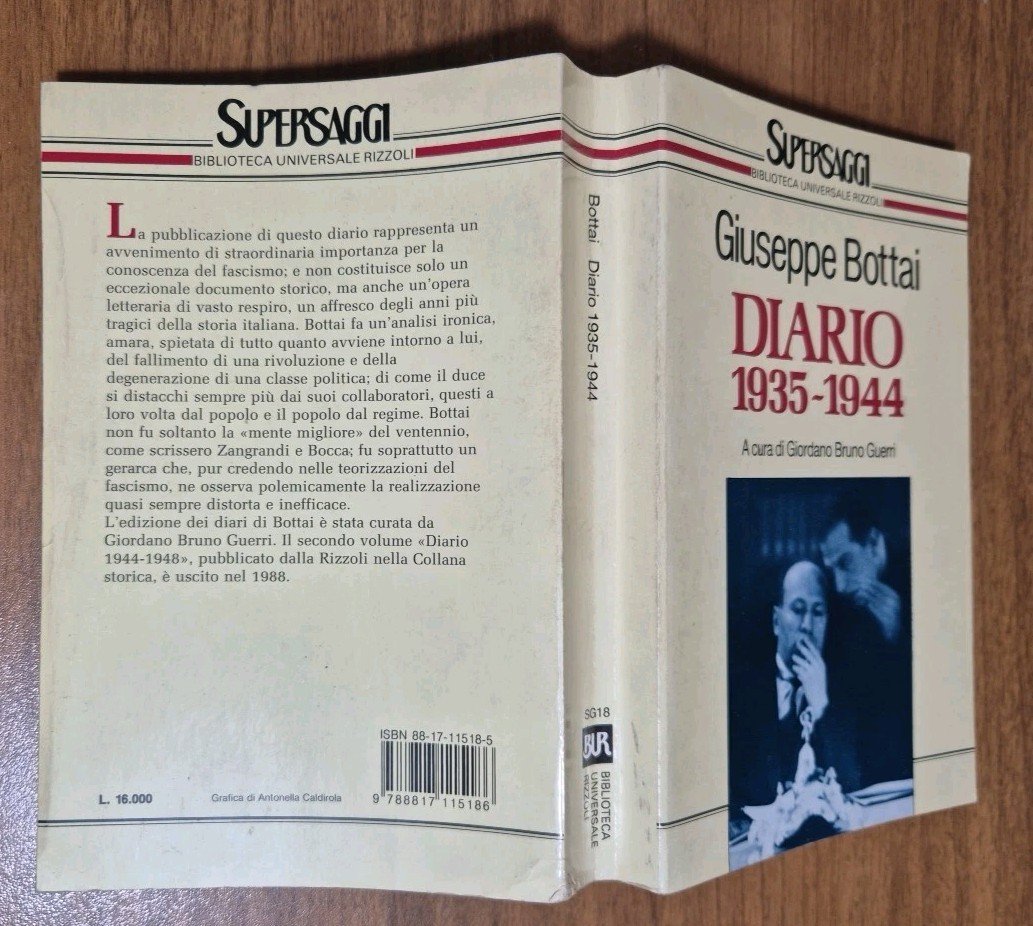 SUPERSAGGI
BIBLIOTECA UNIVERSALE RIZZOLI
La pubblicazione di questo diario rappresenta un
avvenimento di straordinaria importanza per la
conoscenza del fascismo; e non costituisce solo un
eccezionale documento storico, ma anche un'opera
letteraria di vasto respiro, un affresco degli anni più
tragici della storia italiana. Bottai fa un'analisi ironica,
amara, spietata di tutto quanto avviene intorno a lui,
del fallimento di una rivoluzione e della
degenerazione di una classe politica; di come il duce
si distacchi sempre più dai suoi collaboratori, questi a
loro volta dal popolo e il popolo dal regime. Bottai
non fu soltanto la «mente migliore» del ventennio,
come scrissero Zangrandi e Bocca; fu soprattutto un
gerarca che, pur credendo nelle teorizzazioni del
fascismo, ne osserva polemicamente la realizzazione
quasi sempre distorta e inefficace.
L'edizione dei diari di Bottai è stata curata da
Giordano Bruno Guerri. Il secondo volume «Diario
1944-1948», pubblicato dalla Rizzoli nella Collana
storica, è uscito nel 1988.
ISBN 88-17-11518-5
9 788817 115186
L. 16.000
Grafica di Antonella Caldirola
Bottai Diario 1935-1944
SG18
BUR
BIBLIOTECA
UNIVERSALE
RIZZOLI
SUPERSAGGI
BIBLIOTECA UNIVERSALE RIZZOLI
Giuseppe Bottai
DIARIO
1935-1944
A cura di Giordano Bruno Guerri